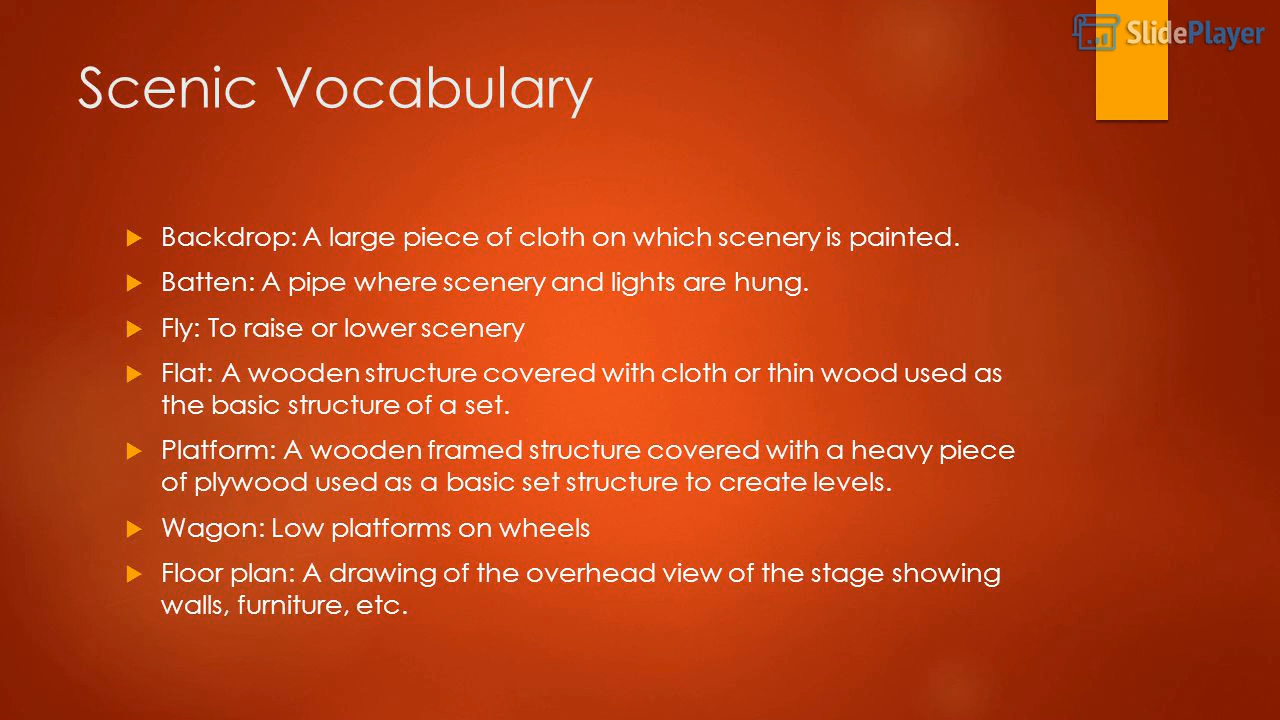 SlidePlayer
Scenic Vocabulary
Backdrop: A large piece of cloth on which scenery is painted.
Batten: A pipe where scenery and lights are hung.
Fly: To raise or lower scenery
Flat: A wooden structure covered with cloth or thin wood used as
the basic structure of a set.
Platform: A wooden framed structure covered with a heavy piece
of plywood used as a basic set structure to create levels.
Wagon: Low platforms on wheels
Floor plan: A drawing of the overhead view of the stage showing
walls, furniture, etc.